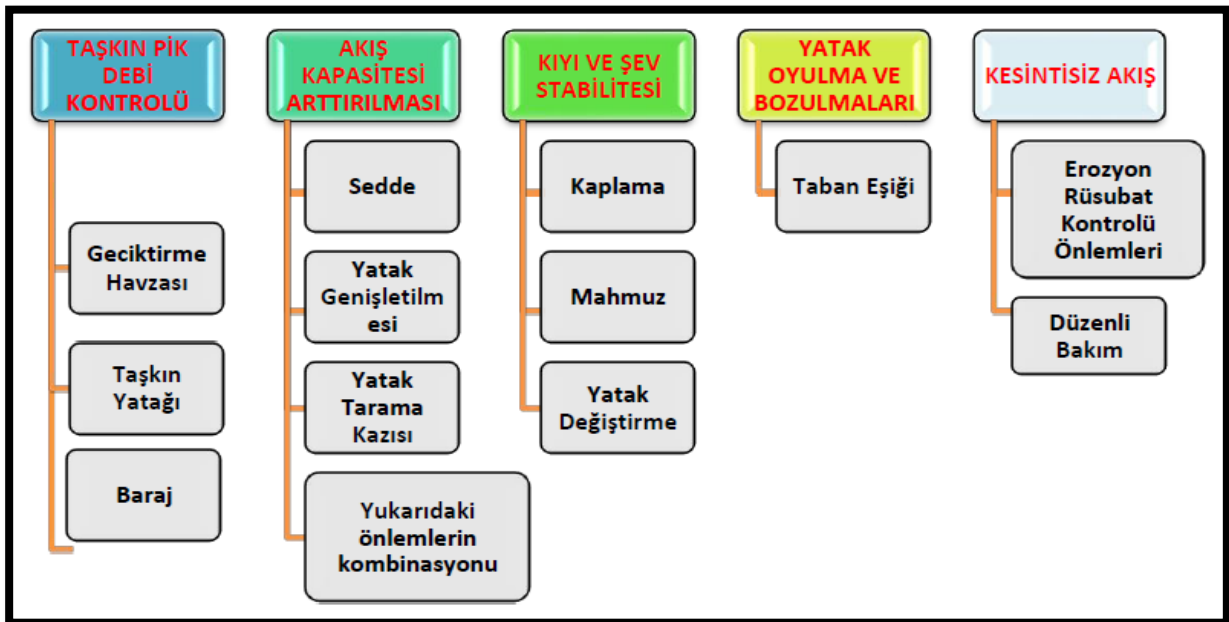 TAŞKIN PİK
DEBİ
KONTROLÜ
Geciktirme
Havzası
Taşkın
Yatağı
Baraj
AKIŞ
KAPASİTESİ
ARTTIRILMASI
Sedde
Yatak
Genişletilm
esi
Yatak
Tarama
Kazısı
Yukarıdaki
önlemlerin
kombinasyonu
KIYI VE ŞEV
STABİLİTESİ
Kaplama
Mahmuz
Yatak
Değiştirme
YATAK
OYULMA VE
BOZULMALARI
Taban Eşiği
KESİNTİSİZ AKIŞ
Erozyon
Rüsubat
Kontrolü
Önlemleri
Düzenli
Bakım